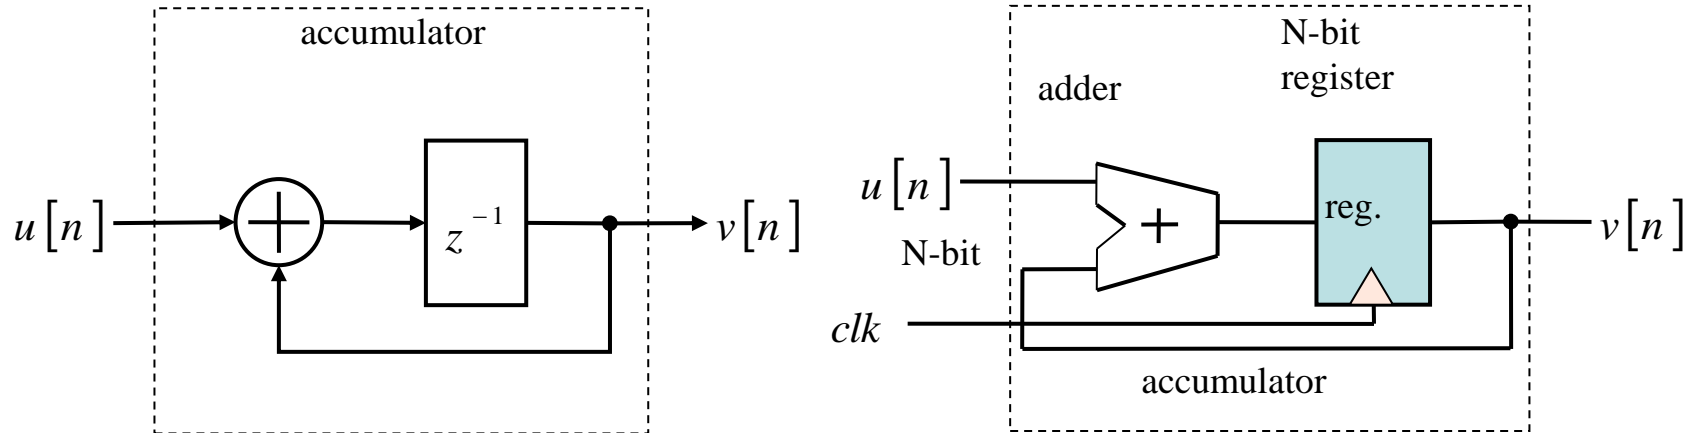 accumulator
u[n]
z⁻¹
v[n]
N-bit
register
adder
u[n]
N-bit
+
reg.
v[n]
clk
accumulator